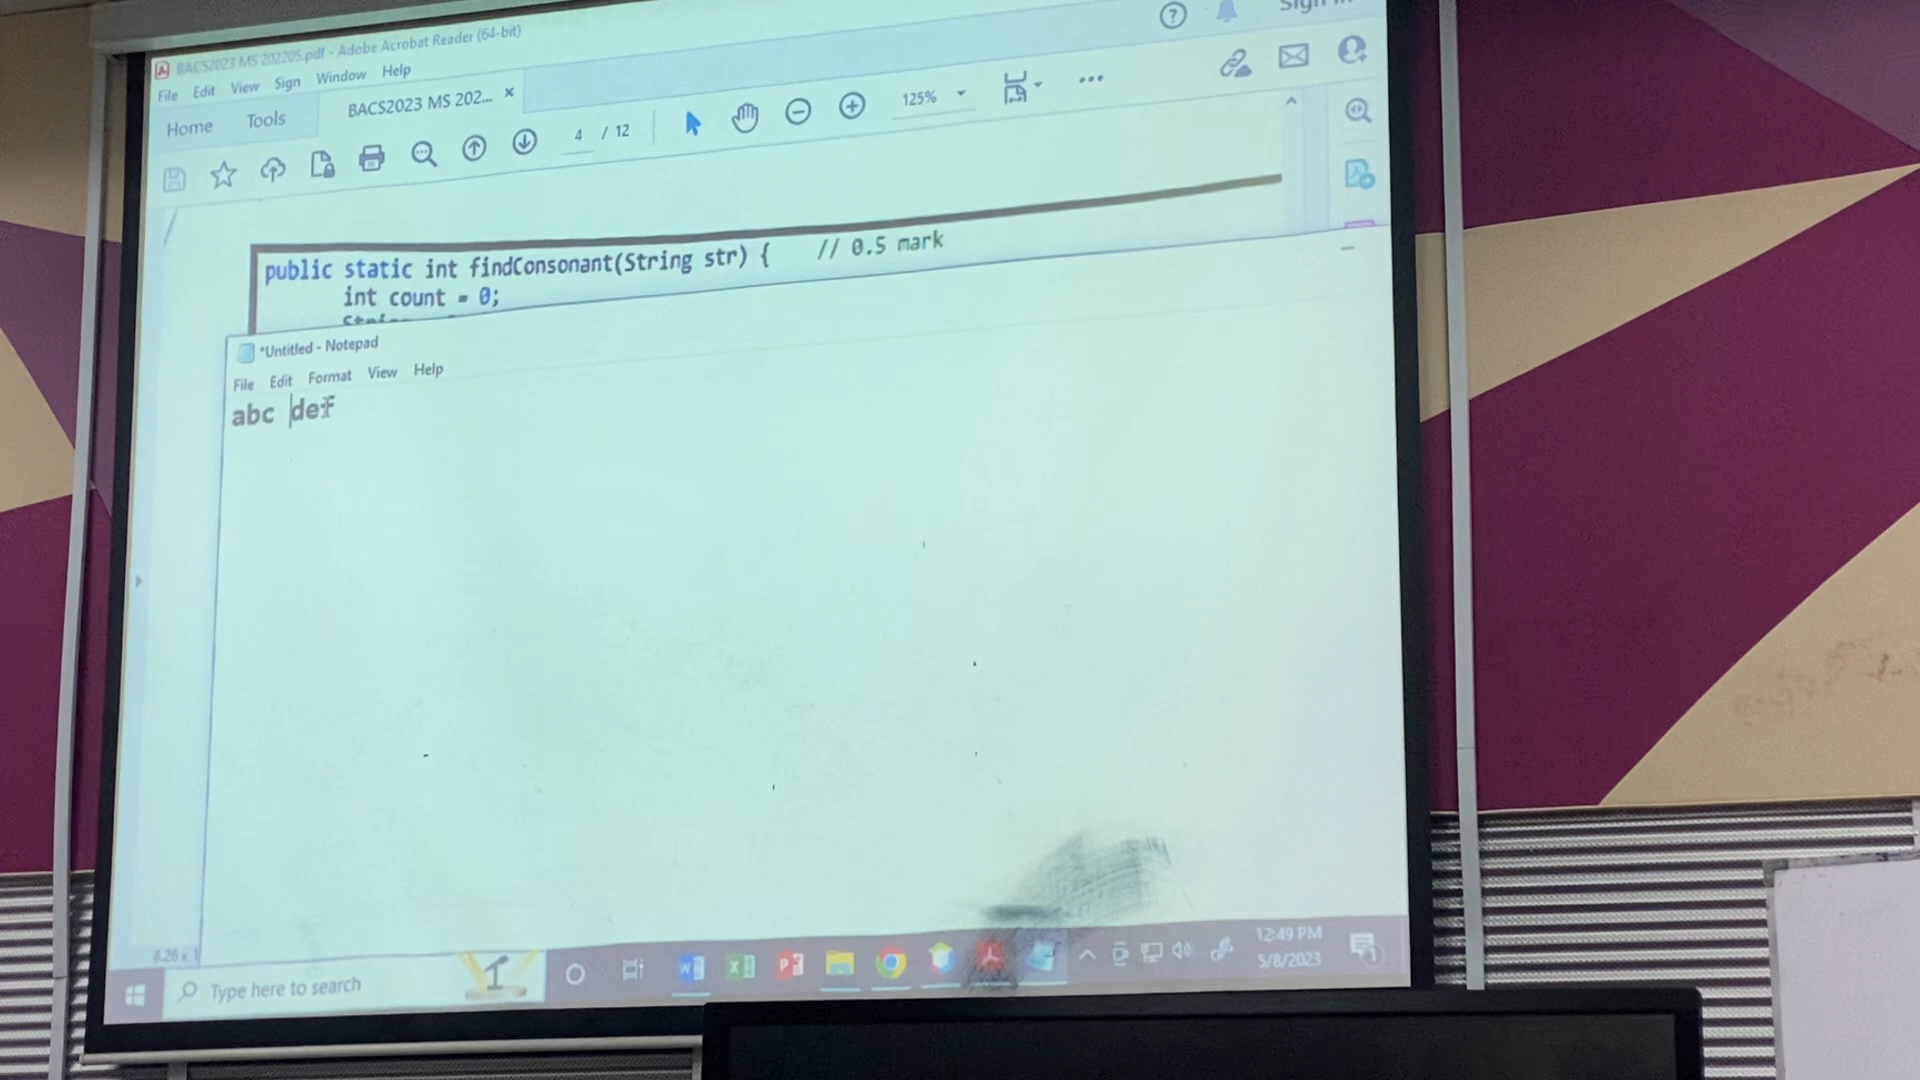 BACS2023 MS 202205.pdf - Adobe Acrobat Reader (64-bit)
File Edit View Sign Window Help
Home Tools BACS2023 MS 202... ×
4 / 12 125%
public static int findConsonant(String str) { // 0.5 mark
int count = 0;
*Untitled - Notepad
File Edit Format View Help
abc def
Type here to search
12:49 PM
5/8/2023